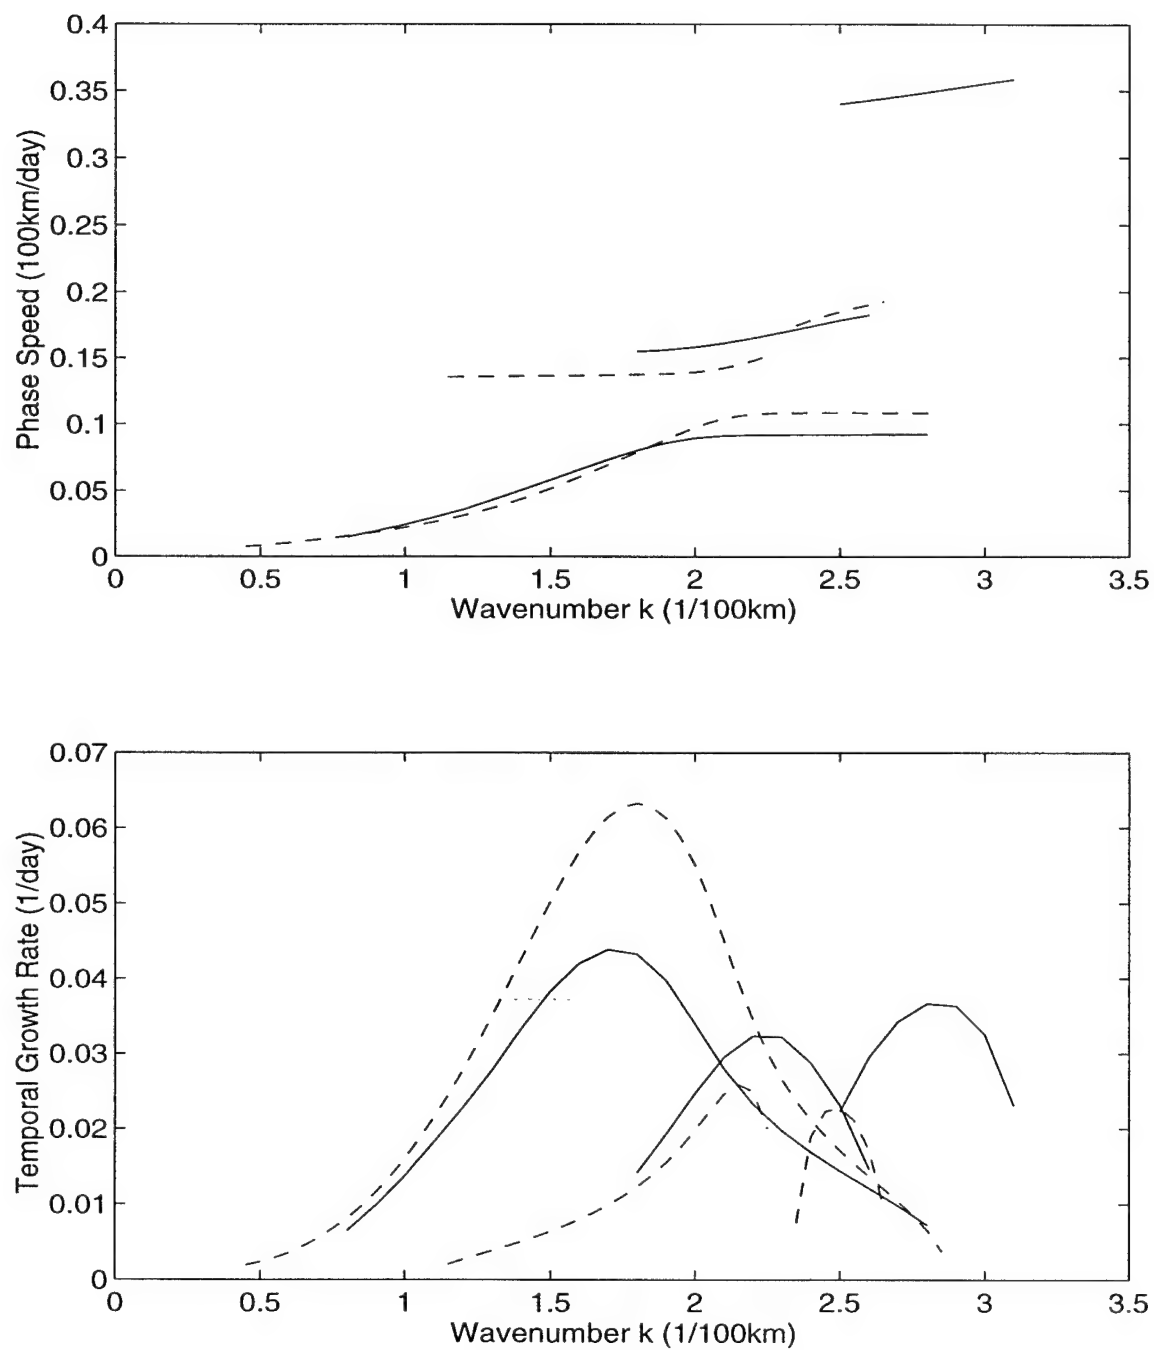 0.4
0.35
0.3
0.25
0.2
0.15
0.1
0.05
0
Phase Speed (100km/day)
0 0.5 1 1.5 2 2.5 3 3.5
Wavenumber k (1/100km)
0.07
0.06
0.05
0.04
0.03
0.02
0.01
0
Temporal Growth Rate (1/day)
0 0.5 1 1.5 2 2.5 3 3.5
Wavenumber k (1/100km)